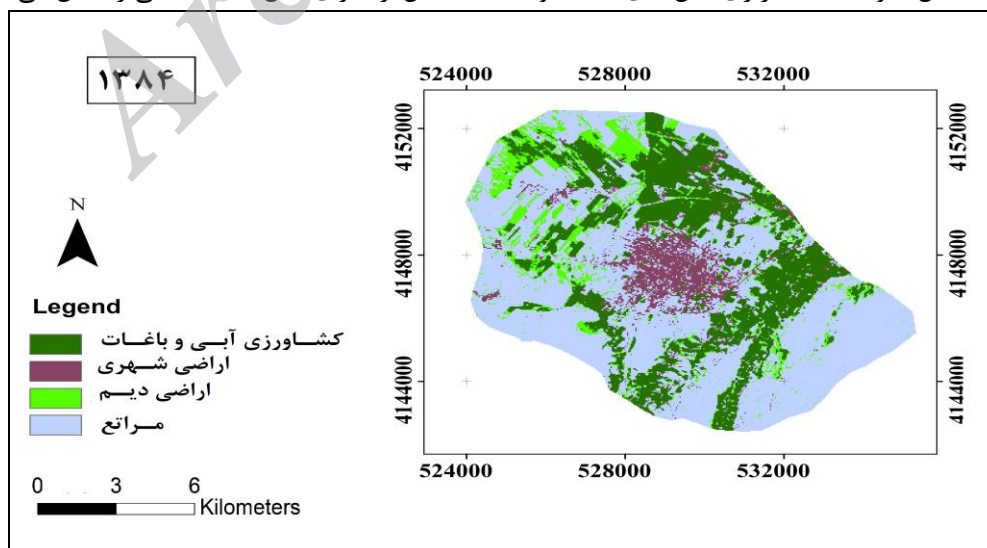 ۱۳۸۴
524000 528000 532000
4152000 4152000
4148000 4148000
4144000 4144000
524000 528000 532000
N
Legend
کشاورزی آبی و باغات
اراضی شهری
اراضی دیم
مراتع
0 3 6
Kilometers